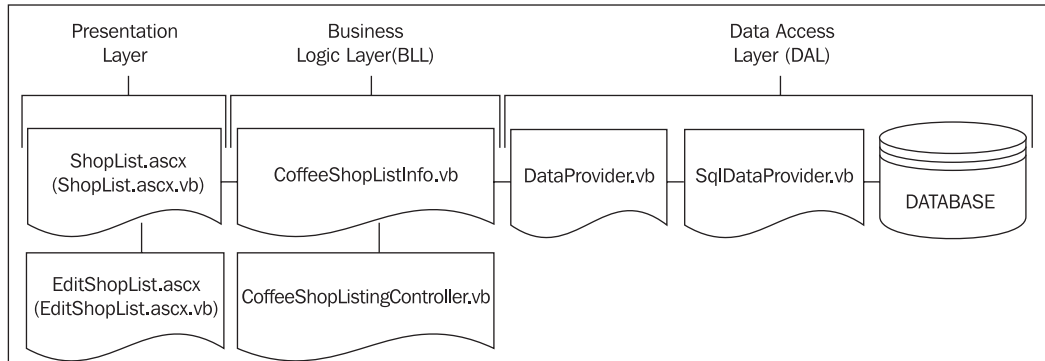 Presentation
Layer
Business
Logic Layer(BLL)
Data Access
Layer (DAL)
ShopList.ascx
(ShopList.ascx.vb)
CoffeeShopListInfo.vb
DataProvider.vb
SqlDataProvider.vb
DATABASE
EditShopList.ascx
(EditShopList.ascx.vb)
CoffeeShopListingController.vb